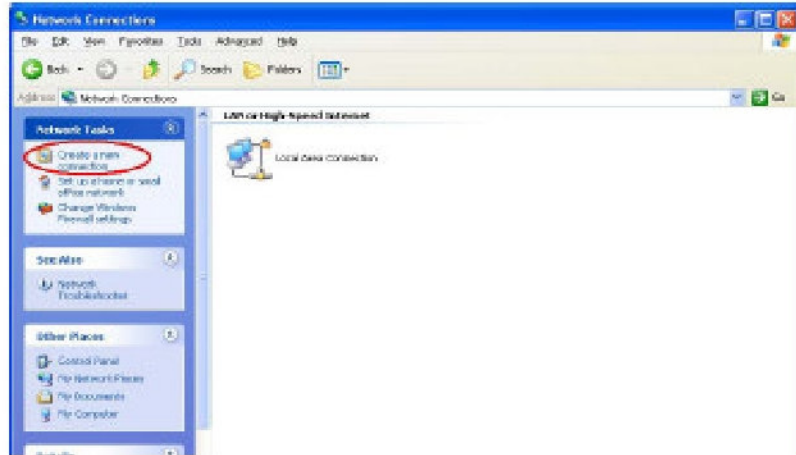 Network Connections
File Edit View Favorites Tools Advanced Help
Back Search Folders
Address Network Connections Go
Network Tasks
Create a new
connection
Set up a home or small
office network
Change Windows
Firewall settings
See Also
Network
Troubleshooter
Other Places
Control Panel
My Network Places
My Documents
My Computer
LAN or High-Speed Internet
Local Area Connection